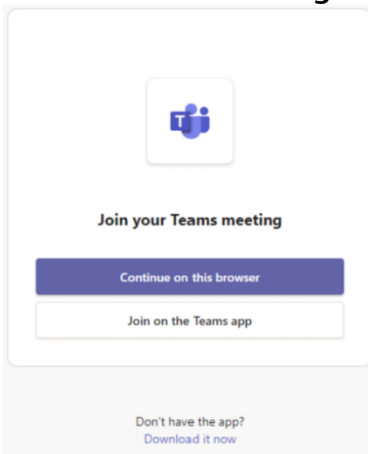 T
Join your Teams meeting
Continue on this browser
Join on the Teams app
Don't have the app?
Download it now